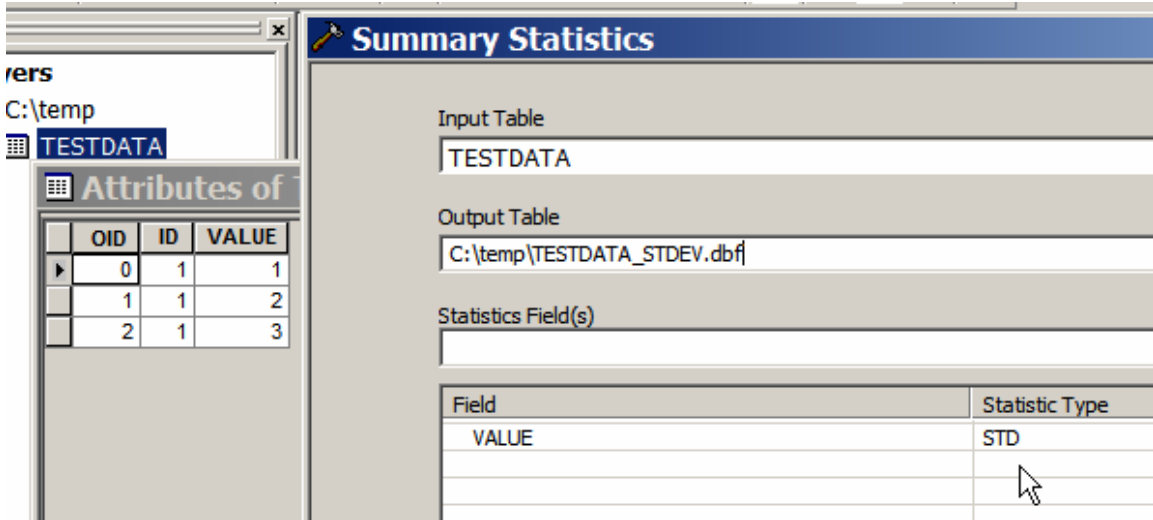 yers
C:\temp
TESTDATA
Attributes of
OID ID VALUE
0 1 1
1 1 2
2 1 3
Summary Statistics
Input Table
TESTDATA
Output Table
C:\temp\TESTDATA_STDEV.dbf
Statistics Field(s)
Field Statistic Type
VALUE STD